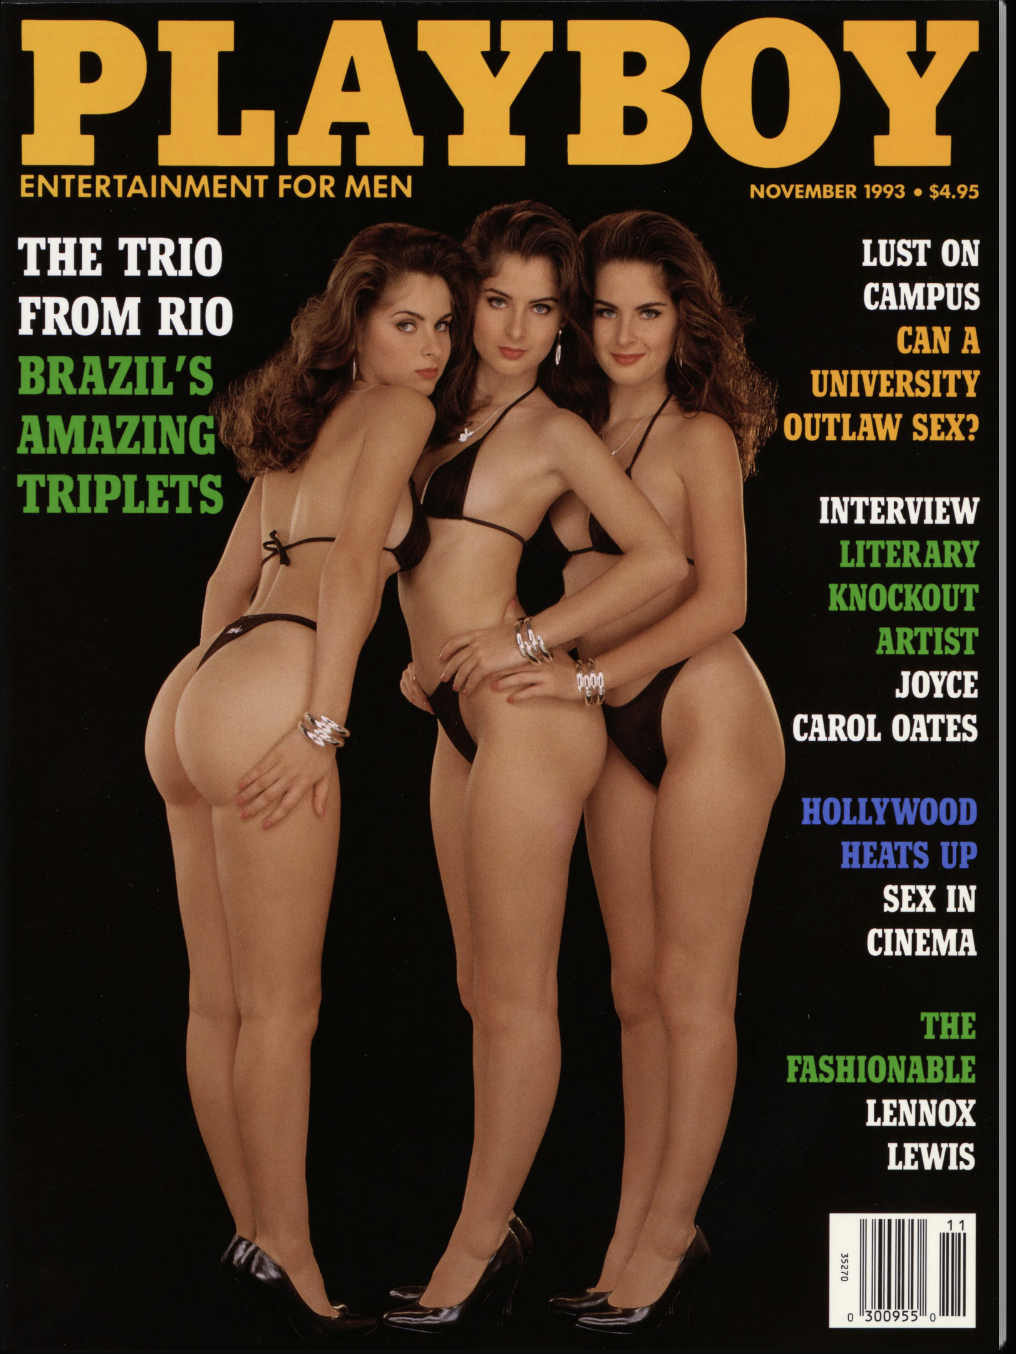 PLAYBOY
ENTERTAINMENT FOR MEN
NOVEMBER 1993 • $4.95
THE TRIO
FROM RIO
BRAZIL'S
AMAZING
TRIPLETS
LUST ON
CAMPUS
CAN A
UNIVERSITY
OUTLAW SEX?
INTERVIEW
LITERARY
KNOCKOUT
ARTIST
JOYCE
CAROL OATES
HOLLYWOOD
HEATS UP
SEX IN
CINEMA
THE
FASHIONABLE
LENNOX
LEWIS
11
35270
0 300955 0